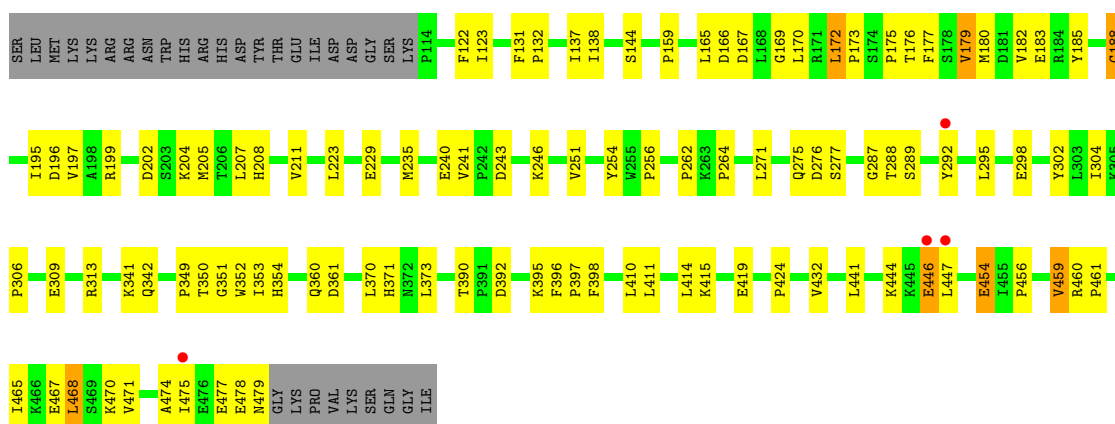 SER LEU MET LYS LYS ARG ARG ASN TRP HIS ARG HIS ASP TYR THR GLU ILE ASP ASP GLY SER LYS P114 F122 I123 F131 P132 I137 I138 S144 P159 L165 D166 D167 L168 G169 L170 R171 L172 P173 S174 P175 T176 F177 S178 V179 M180 D181 V182 E183 R184 Y185
I195 D196 V197 A198 R199 D202 S203 K204 M205 T206 L207 H208 V211 L223 E229 M235 E240 V241 P242 D243 K246 V251 Y254 W255 P256 P262 K263 P264 L271 Q275 D276 S277 G287 T288 S289 Y292 L295 E298 Y302 L303 I304
P306 E309 R313 K341 Q342 P349 T350 G351 W352 I353 H354 Q360 D361 L370 H371 N372 L373 T390 P391 D392 K395 F396 P397 F398 L410 L411 L414 K415 E419 P424 V432 L441 K444 K445 E446 L447 E454 I455 P456 V459 R460 P461
I465 K466 E467 L468 S469 K470 V471 A474 I475 E476 E477 E478 N479 GLY LYS PRO VAL LYS SER GLN GLY ILE